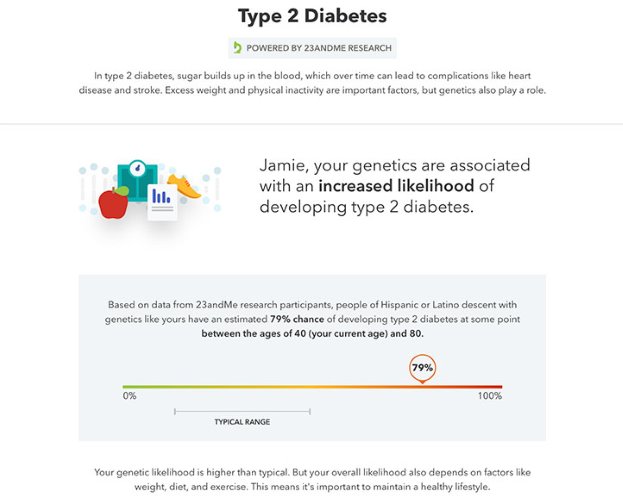 Type 2 Diabetes
POWERED BY 23ANDME RESEARCH
In type 2 diabetes, sugar builds up in the blood, which over time can lead to complications like heart
disease and stroke. Excess weight and physical inactivity are important factors, but genetics also play a role.
Jamie, your genetics are associated
with an increased likelihood of
developing type 2 diabetes.
Based on data from 23andMe research participants, people of Hispanic or Latino descent with
genetics like yours have an estimated 79% chance of developing type 2 diabetes at some point
between the ages of 40 (your current age) and 80.
79%
0% 100%
TYPICAL RANGE
Your genetic likelihood is higher than typical. But your overall likelihood also depends on factors like
weight, diet, and exercise. This means it's important to maintain a healthy lifestyle.